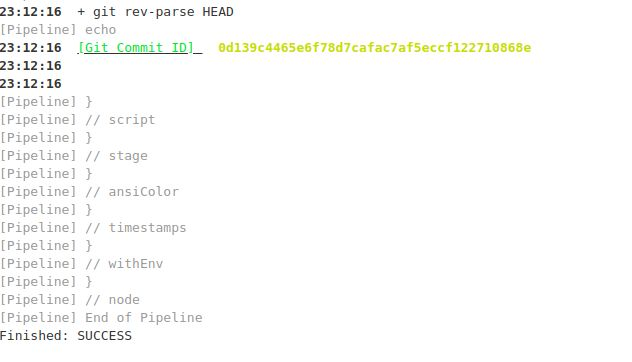 23:12:16 + git rev-parse HEAD
[Pipeline] echo
23:12:16 [Git Commit ID] 0d139c4465e6f78d7cafac7af5eccf122710868e
23:12:16
23:12:16
[Pipeline] }
[Pipeline] // script
[Pipeline] }
[Pipeline] // stage
[Pipeline] }
[Pipeline] // ansiColor
[Pipeline] }
[Pipeline] // timestamps
[Pipeline] }
[Pipeline] // withEnv
[Pipeline] }
[Pipeline] // node
[Pipeline] End of Pipeline
Finished: SUCCESS